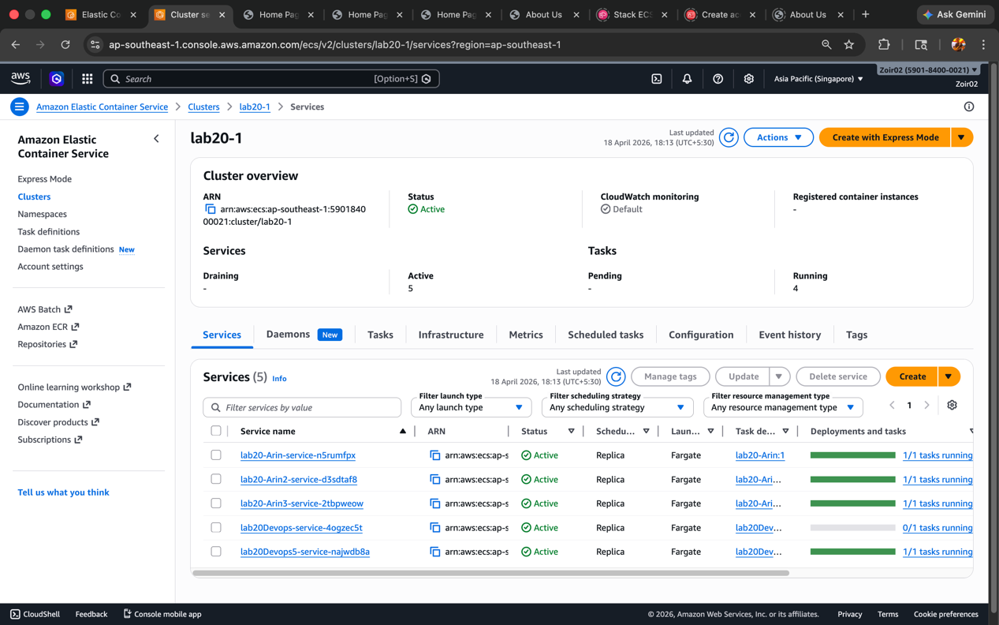 Elastic Co
Cluster se
Home Pag
Home Pag
Home Pag
About Us
Stack ECS
Create ac
About Us
Ask Gemini
ap-southeast-1.console.aws.amazon.com/ecs/v2/clusters/lab20-1/services?region=ap-southeast-1
aws
Search
[Option+S]
Asia Pacific (Singapore)
Zoir02 (5901-8400-0021)
Zoir02
Amazon Elastic Container Service
Clusters
lab20-1
Services
Amazon Elastic
Container Service
Express Mode
Clusters
Namespaces
Task definitions
Daemon task definitions New
Account settings
AWS Batch
Amazon ECR
Repositories
Online learning workshop
Documentation
Discover products
Subscriptions
Tell us what you think
lab20-1
Last updated
18 April 2026, 18:13 (UTC+5:30)
Actions
Create with Express Mode
Cluster overview
ARN
arn:aws:ecs:ap-southeast-1:5901840
00021:cluster/lab20-1
Status
Active
CloudWatch monitoring
Default
Registered container instances
-
Services
Tasks
Draining
-
Active
5
Pending
-
Running
4
Services
Daemons New
Tasks
Infrastructure
Metrics
Scheduled tasks
Configuration
Event history
Tags
Services (5) Info
Last updated
18 April 2026, 18:13 (UTC+5:30)
Manage tags
Update
Delete service
Create
Filter services by value
Filter launch type
Any launch type
Filter scheduling strategy
Any scheduling strategy
Filter resource management type
Any resource management type
1
Service name ARN Status Schedu... Laun... Task de... Deployments and tasks
lab20-Arin-service-n5rumfpx arn:aws:ecs:ap-s Active Replica Fargate lab20-Arin:1 1/1 tasks running
lab20-Arin2-service-d3sdtaf8 arn:aws:ecs:ap-s Active Replica Fargate lab20-Ari... 1/1 tasks running
lab20-Arin3-service-2tbpweow arn:aws:ecs:ap-s Active Replica Fargate lab20-Ari... 1/1 tasks running
lab20Devops-service-4ogzec5t arn:aws:ecs:ap-s Active Replica Fargate lab20Dev... 0/1 tasks running
lab20Devops5-service-najwdb8a arn:aws:ecs:ap-s Active Replica Fargate lab20Dev... 1/1 tasks running
CloudShell
Feedback
Console mobile app
© 2026, Amazon Web Services, Inc. or its affiliates.
Privacy
Terms
Cookie preferences